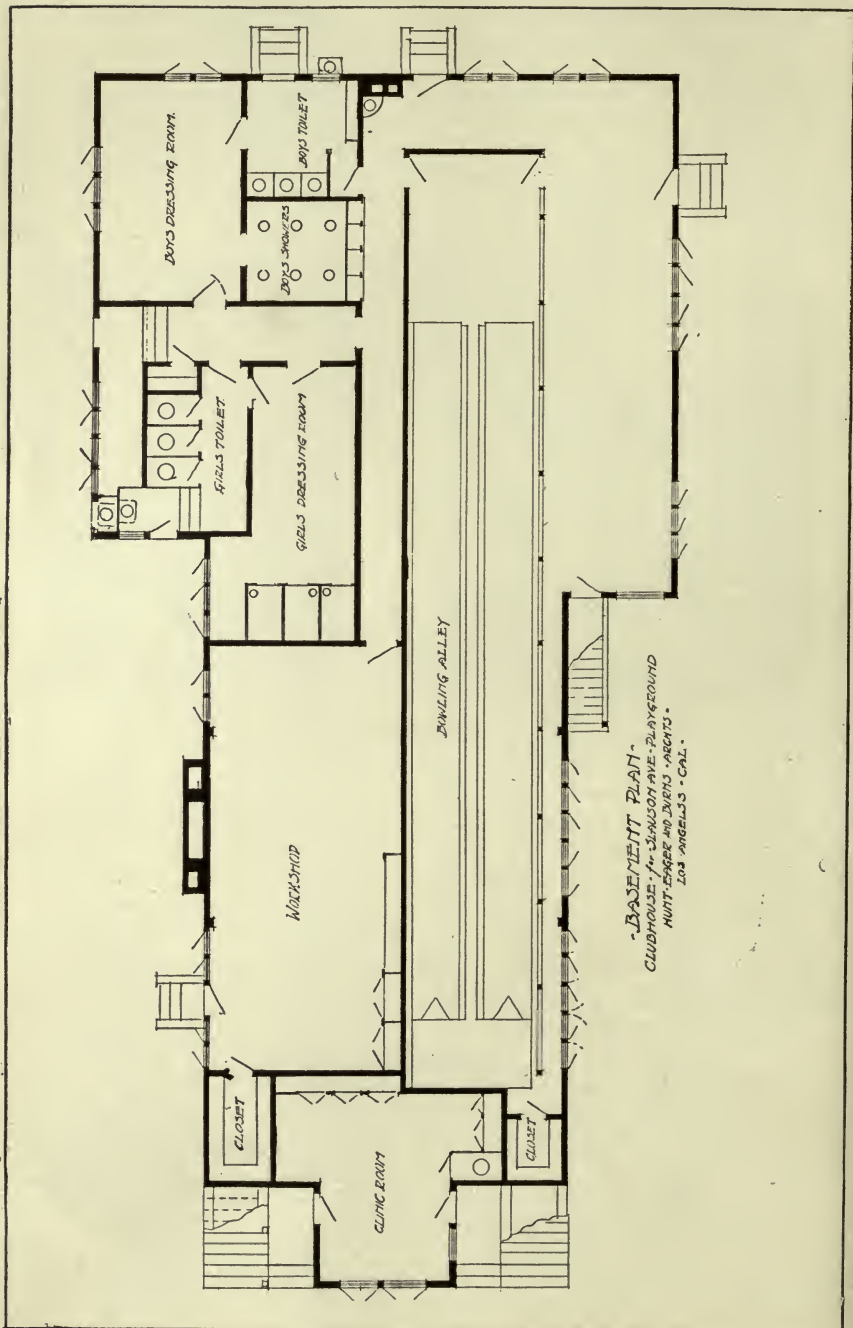 BOYS DRESSING ROOM.
BOYS TOILET
BOYS SHOWERS
GIRLS TOILET
GIRLS DRESSING ROOM
WORKSHOP
BOWLING ALLEY
CLOSET
CLINIC ROOM
CLOSET
-BASEMENT PLAN-
CLUBHOUSE-for-SLAUSON AVE-PLAYGROUND
HUNT-EAGER AND BURNS-ARCHTS-
LOS ANGELES-CAL-